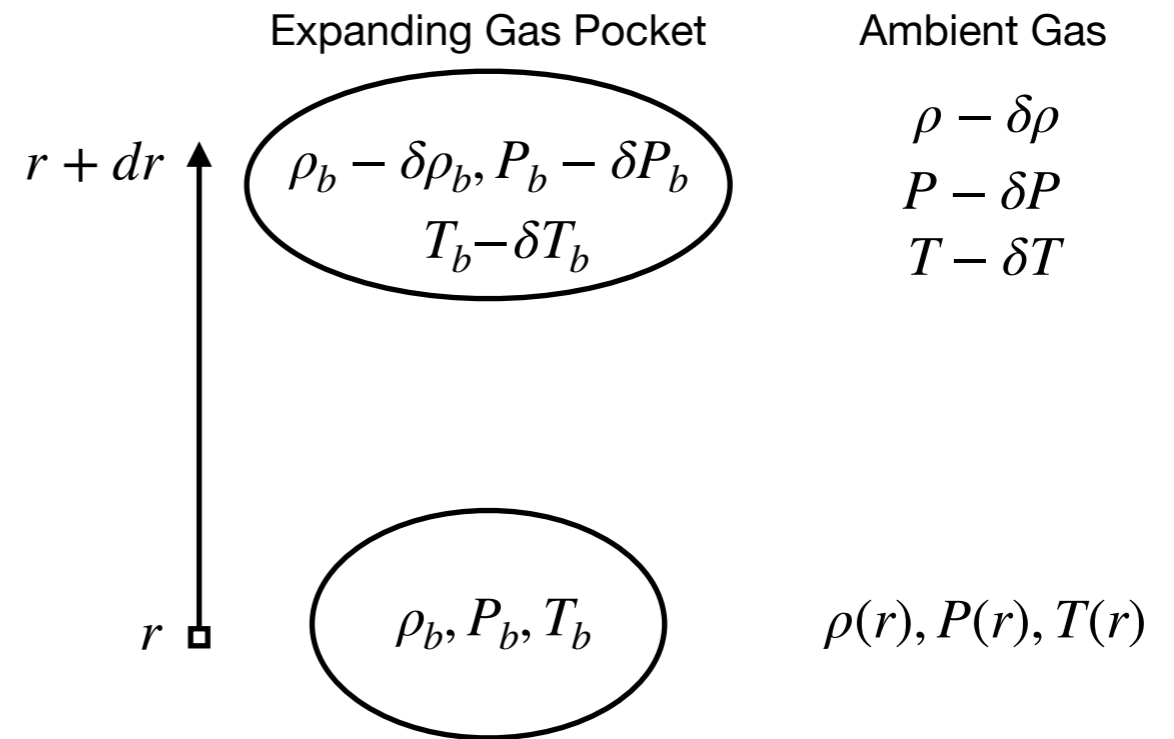 Expanding Gas Pocket
Ambient Gas
r + dr
ρ_b − δρ_b, P_b − δP_b
T_b−δT_b
ρ − δρ
P − δP
T − δT
r
ρ_b, P_b, T_b
ρ(r), P(r), T(r)